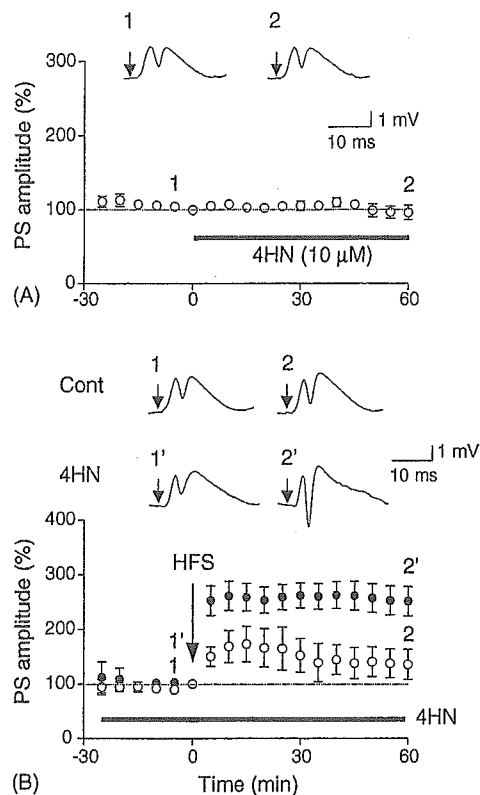 1 2
300
1 mV
10 ms
200
PS amplitude (%)
1 2
100
4HN (10 µM)
0
(A) -30 0 30 60
1 2
Cont
1' 2'
4HN
1 mV
10 ms
400
HFS
300
2'
PS amplitude (%)
200
1'
1 2
100
4HN
0
-30 0 30 60
(B) Time (min)